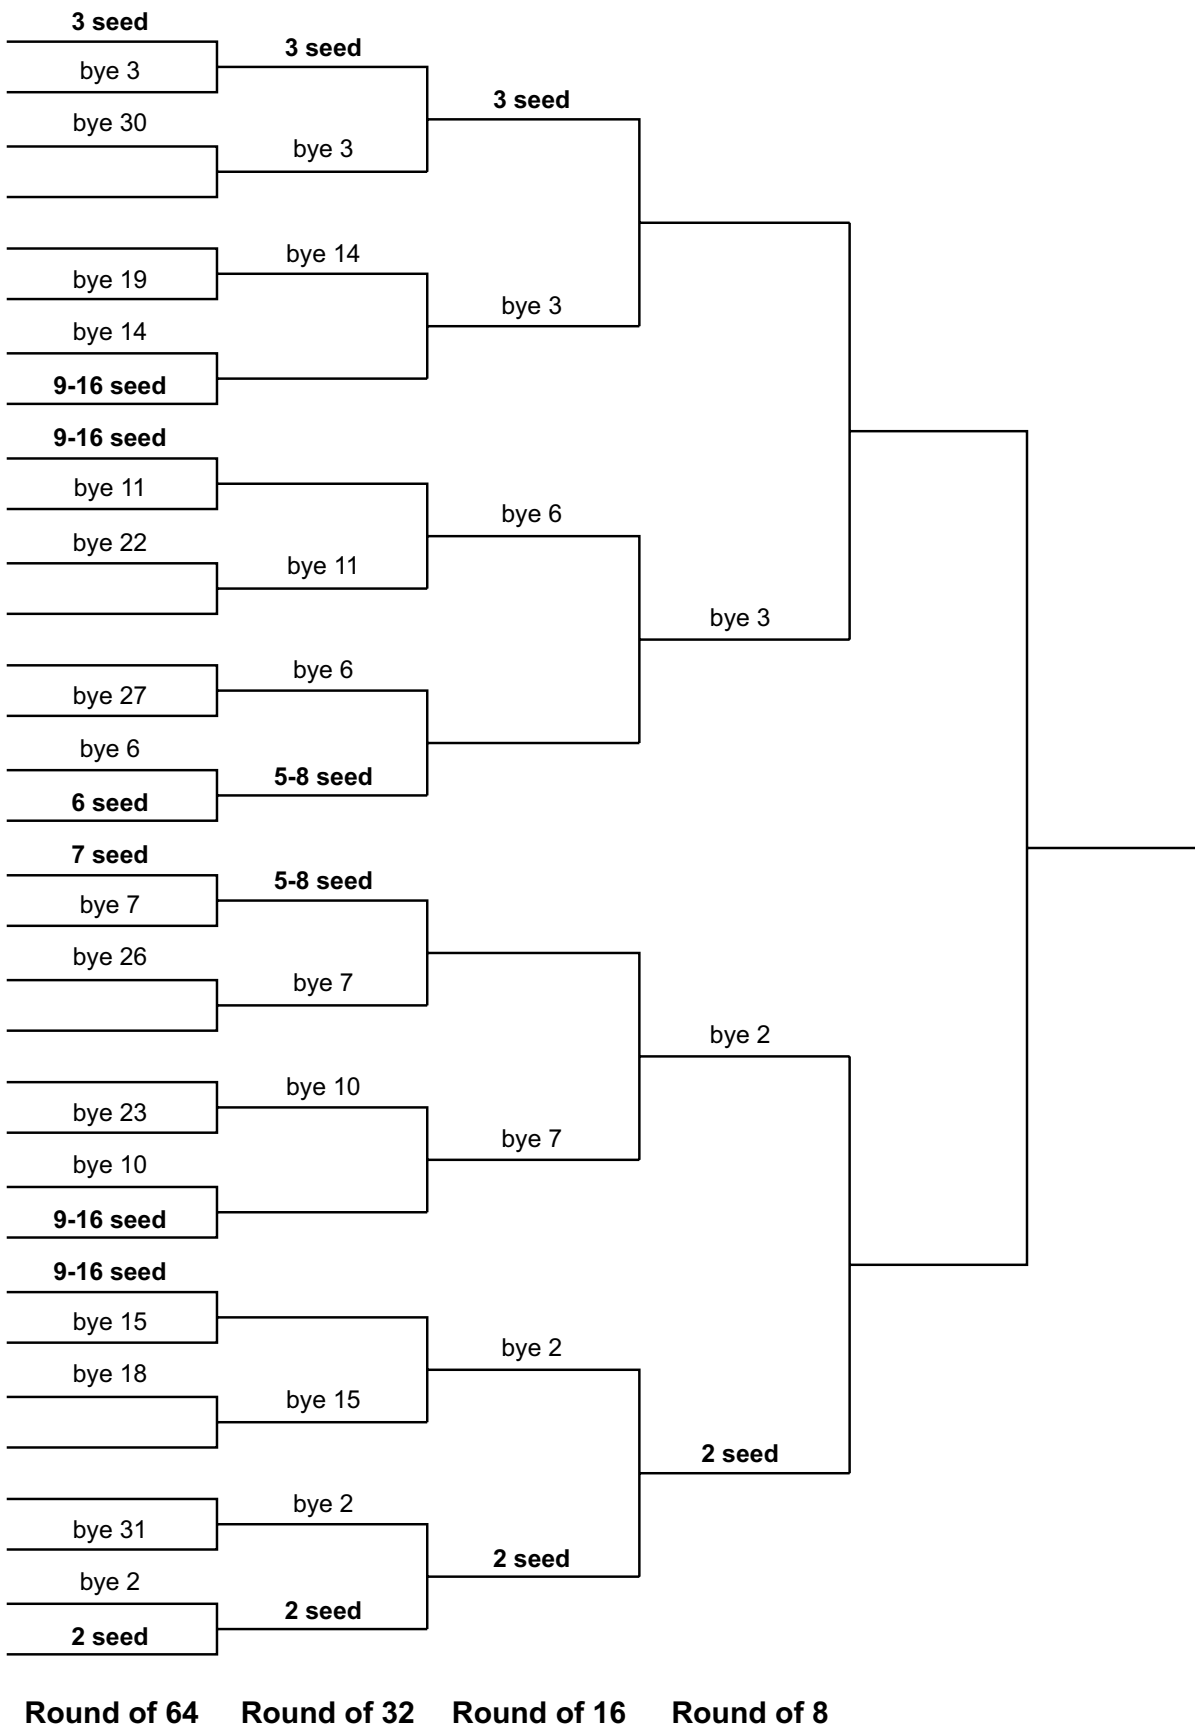 3 seed
bye 3
bye 30
bye 19
bye 14
9-16 seed
9-16 seed
bye 11
bye 22
bye 27
bye 6
6 seed
7 seed
bye 7
bye 26
bye 23
bye 10
9-16 seed
9-16 seed
bye 15
bye 18
bye 31
bye 2
2 seed
3 seed
bye 3
bye 14
bye 11
bye 6
5-8 seed
5-8 seed
bye 7
bye 10
bye 15
bye 2
2 seed
3 seed
bye 3
bye 6
bye 7
bye 2
2 seed
bye 3
bye 2
2 seed
Round of 64 Round of 32 Round of 16 Round of 8